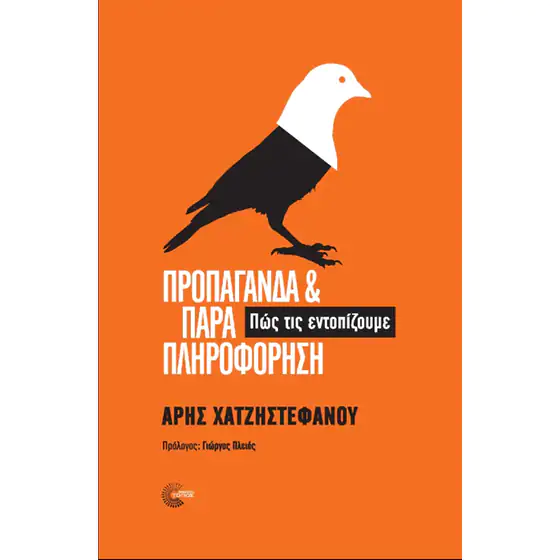 ΠΡΟΠΑΓΑΝΔΑ &
ΠΑΡΑ
Πώς τις εντοπίζουμε
ΠΛΗΡΟΦΟΡΗΣΗ
ΑΡΗΣ ΧΑΤΖΗΣΤΕΦΑΝΟΥ
Πρόλογος: Γιώργος Πλειός